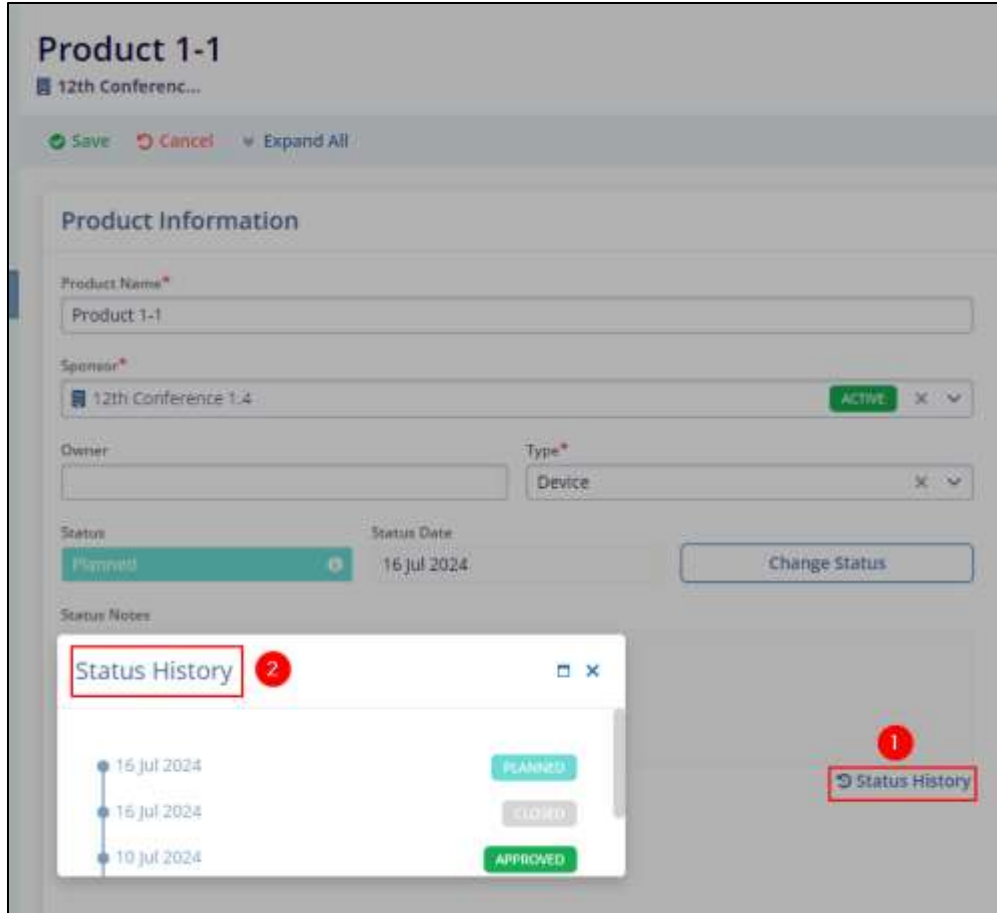 Product 1-1
12th Conferenc...
Save Cancel Expand All
Product Information
Product Name*
Product 1-1
Sponsor*
12th Conference 1.4 ACTIVE
Owner Type*
Device
Status Status Date
Planned 16 Jul 2024 Change Status
Status Notes
Status History 2
1
16 Jul 2024 PLANNED
Status History
16 Jul 2024 CLOSED
10 Jul 2024 APPROVED